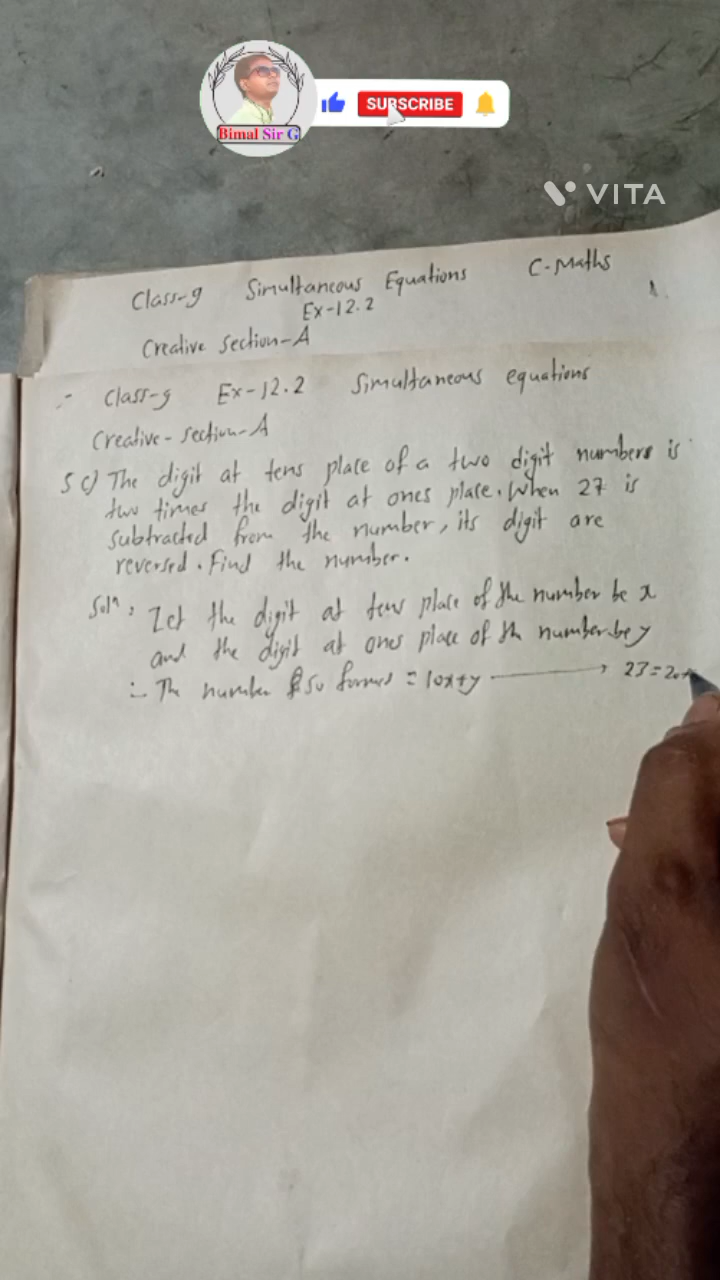 Bimal Sir G
SUBSCRIBE
VITA
Class-9 Simultaneous Equations C-Maths
Ex-12.2
Creative Section-A
Class-9 Ex-12.2 Simultaneous equations
Creative-Section-A
5 c) The digit at tens place of a two digit numbers is
two times the digit at ones place. When 27 is
subtracted from the number, its digit are
reversed. Find the number.
Solⁿ: Let the digit at tens place of the number be x
and the digit at ones place of the number be y
∴ The number so formed = 10x+y → 23 = 20+